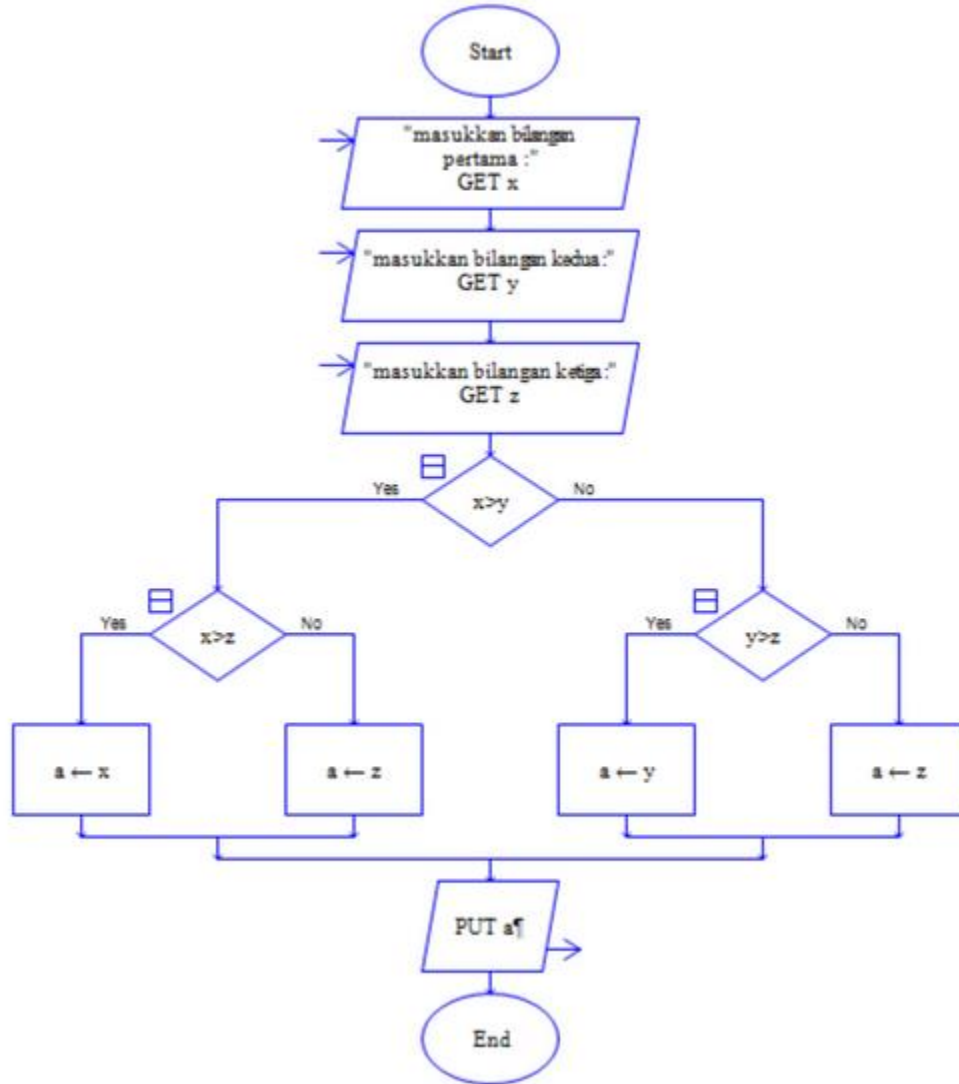 Start
"masukkan bilangan
pertama :"
GET x
"masukkan bilangan kedua:"
GET y
"masukkan bilangan ketiga:"
GET z
Yes
x>y
No
Yes
x>z
No
Yes
y>z
No
a ← x
a ← z
a ← y
a ← z
PUT a¶
End